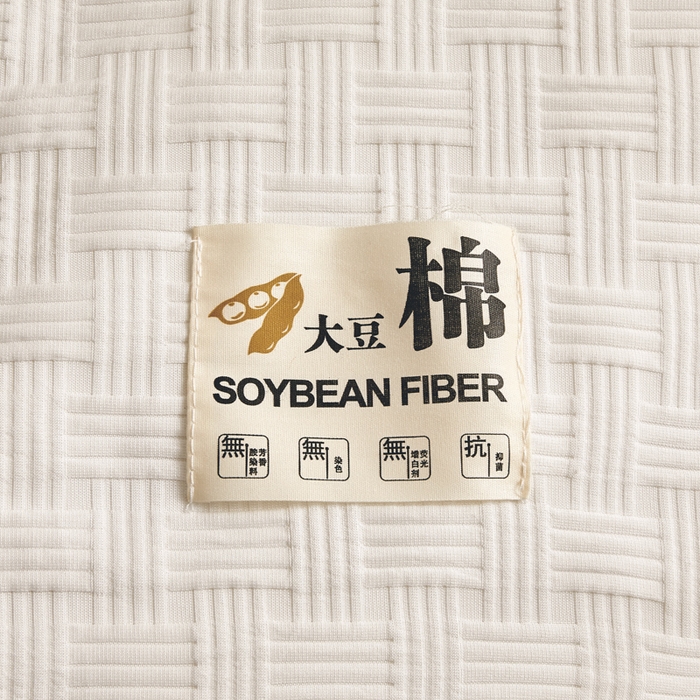 大豆棉
SOYBEAN FIBER
無 芳香胺染料
無 染色
無 荧光增白剂
抗 抑菌